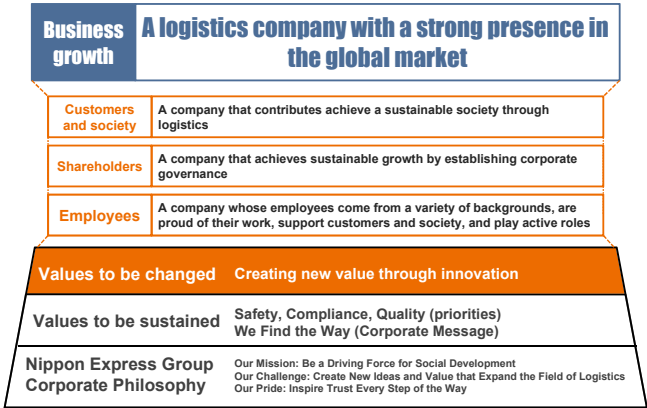 Business growth
A logistics company with a strong presence in
the global market
Customers and society
A company that contributes achieve a sustainable society through
logistics
Shareholders
A company that achieves sustainable growth by establishing corporate
governance
Employees
A company whose employees come from a variety of backgrounds, are
proud of their work, support customers and society, and play active roles
Values to be changed
Creating new value through innovation
Values to be sustained
Safety, Compliance, Quality (priorities)
We Find the Way (Corporate Message)
Nippon Express Group
Corporate Philosophy
Our Mission: Be a Driving Force for Social Development
Our Challenge: Create New Ideas and Value that Expand the Field of Logistics
Our Pride: Inspire Trust Every Step of the Way